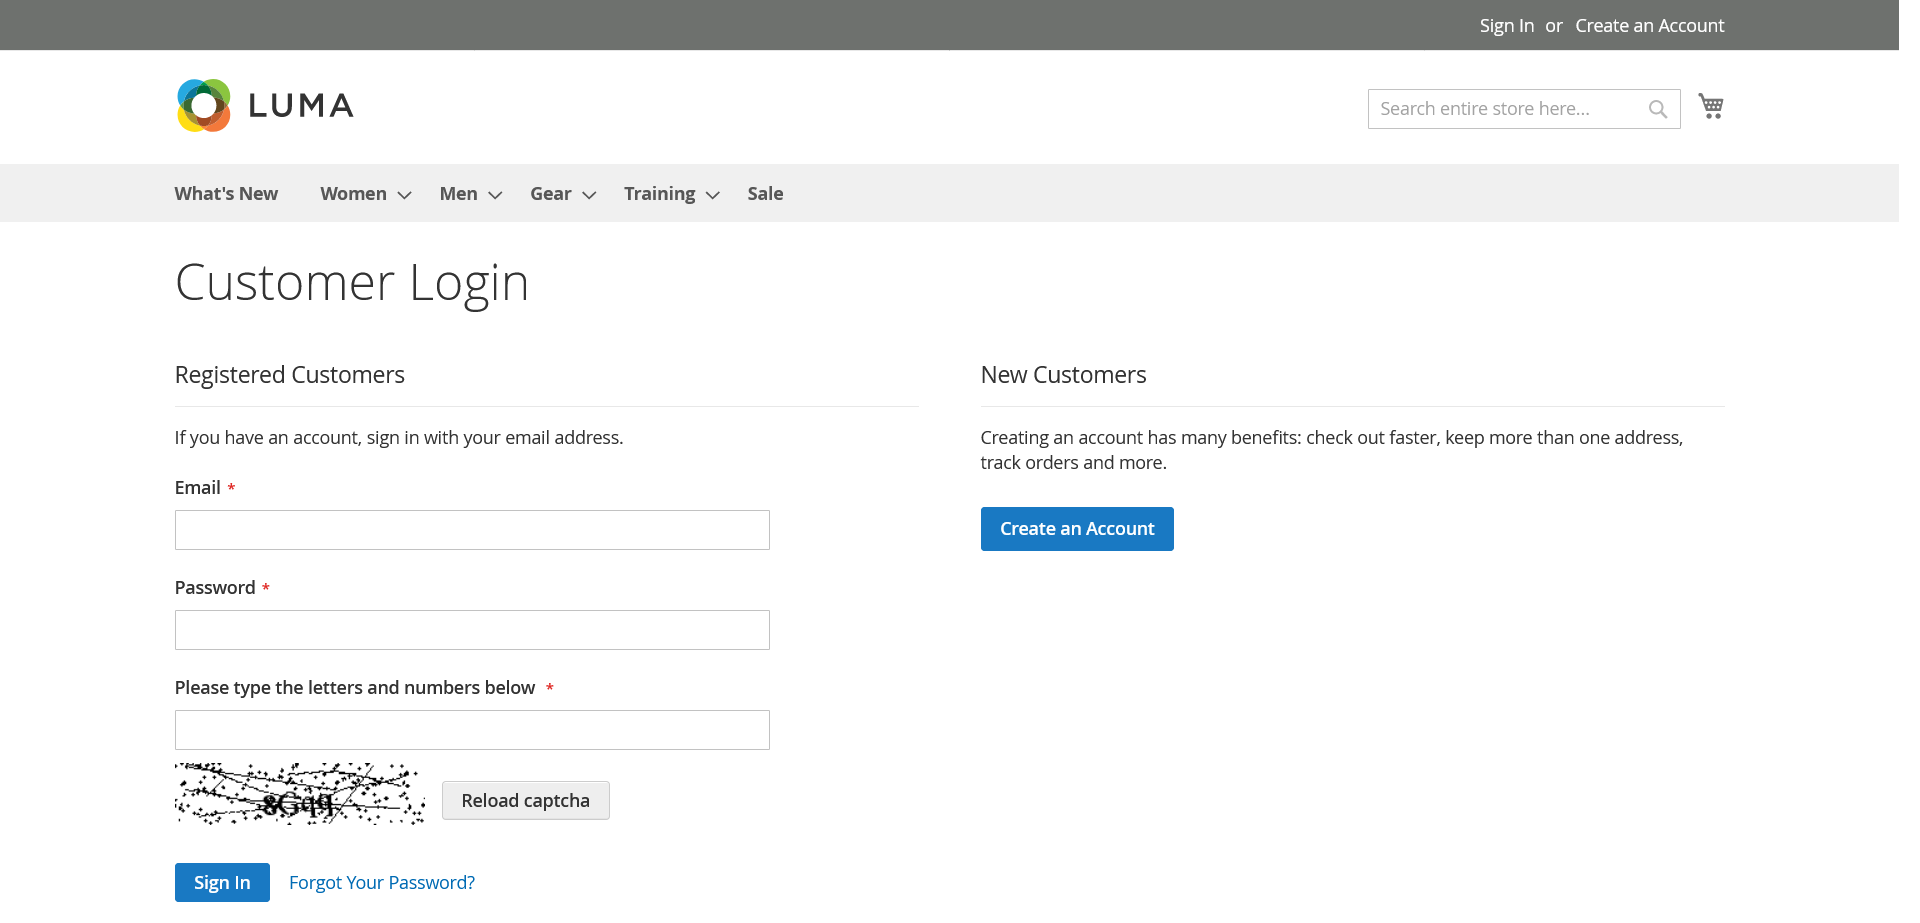 Sign In or Create an Account
LUMA
Search entire store here...
What's New Women Men Gear Training Sale
Customer Login
Registered Customers
If you have an account, sign in with your email address.
Email *
Password *
Please type the letters and numbers below *
Reload captcha
Sign In Forgot Your Password?
New Customers
Creating an account has many benefits: check out faster, keep more than one address,
track orders and more.
Create an Account